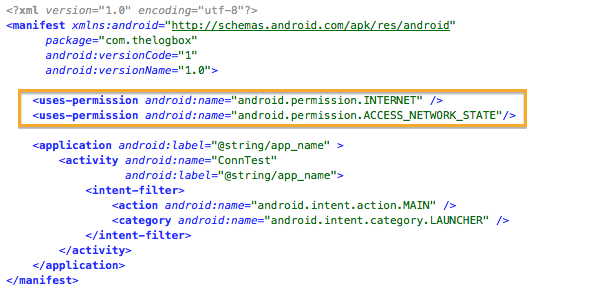 <?xml version="1.0" encoding="utf-8"?>
<manifest xmlns:android="http://schemas.android.com/apk/res/android"
package="com.thelogbox"
android:versionCode="1"
android:versionName="1.0">
<uses-permission android:name="android.permission.INTERNET" />
<uses-permission android:name="android.permission.ACCESS_NETWORK_STATE"/>
<application android:label="@string/app_name" >
<activity android:name="ConnTest"
android:label="@string/app_name">
<intent-filter>
<action android:name="android.intent.action.MAIN" />
<category android:name="android.intent.category.LAUNCHER" />
</intent-filter>
</activity>
</application>
</manifest>